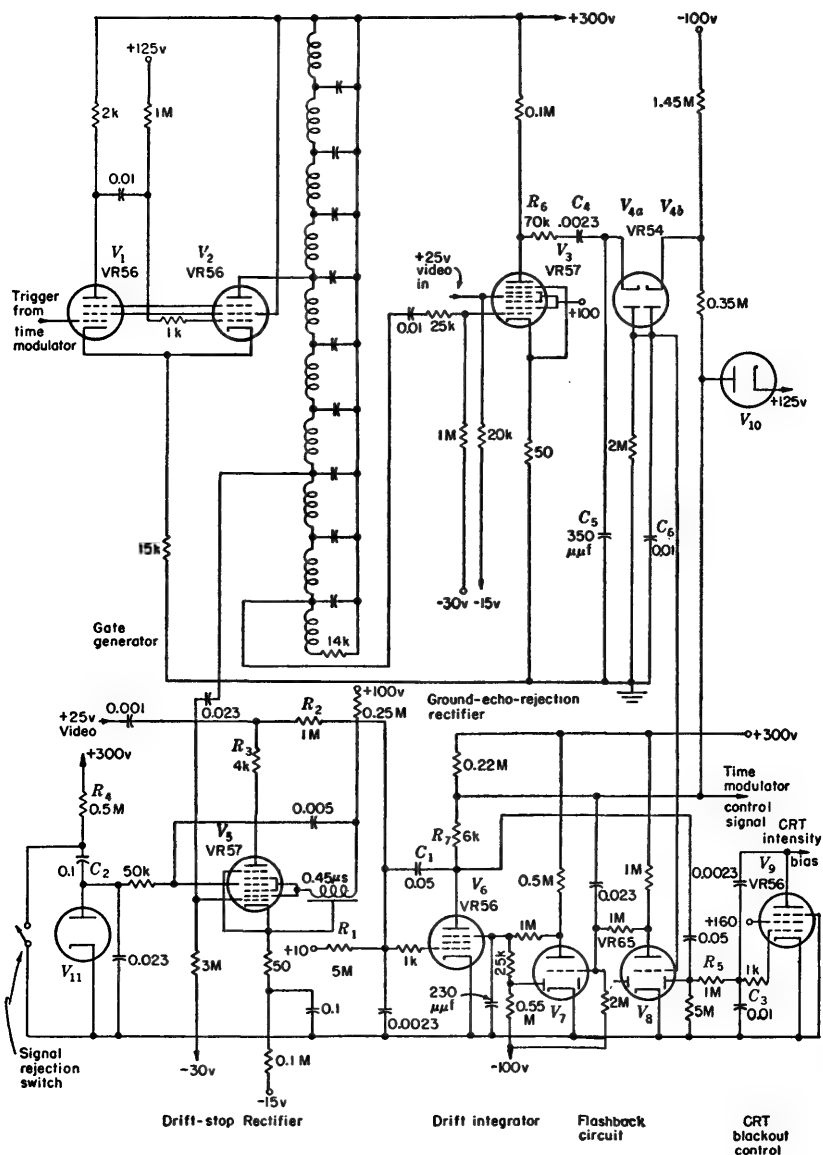 +300v
-100v
+125v
2k
1M
0.1M
1.45M
0.01
R6
70k
C4
.0023
V4a
V4b
VR54
V1
VR56
V2
VR56
+25v
video
in
V3
VR57
Trigger
from
time
modulator
1k
0.01
25k
+100
0.35M
V10
+125v
1M
20k
50
2M
15k
C5
350
μμf
C6
0.01
-30v
-15v
Gate
generator
14k
+100v
0.25M
Ground-echo-rejection
rectifier
0.001
0.023
R2
1M
+25v
Video
+300v
R3
4k
0.22M
+300v
Time
modulator
control
signal
R4
0.5M
0.005
R7
6k
CRT
intensity
bias
V5
VR57
C1
0.05
V6
VR56
0.1
C2
50k
0.45μs
0.5M
0.023
1M
0.0023
V9
VR56
1M
1M
VR65
+160
0.05
V11
+10
R1
5M
1k
25k
R5
1M
1k
0.023
3M
50
230
μμf
0.55
M
V7
2M
V8
5M
C3
0.01
0.1
0.0023
Signal
rejection
switch
-30v
0.1M
-15v
-100v
Drift-stop Rectifier
Drift integrator
Flashback
circuit
CRT
blackout
control